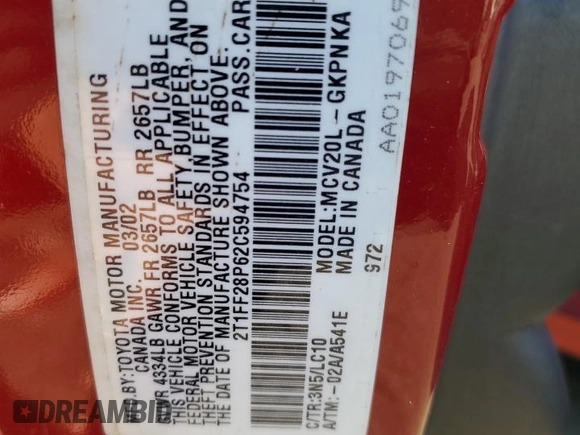 MFD.BY:TOYOTA MOTOR MANUFACTURING
CANADA INC. 03/02
GVWR 4334LB GAWR FR 2657LB RR 2657LB
THIS VEHICLE CONFORMS TO ALL APPLICABLE
FEDERAL MOTOR VEHICLE SAFETY, BUMPER, AND
THEFT PREVENTION STANDARDS IN EFFECT ON
THE DATE OF MANUFACTURE SHOWN ABOVE.
2T1FF28P62C594754 PASS.CAR
C/TR:3N5/LC10 MODEL:MCV20L-GKPNKA
A/TM:-02A/A541E MADE IN CANADA
972
AA0197069
DREAMBID